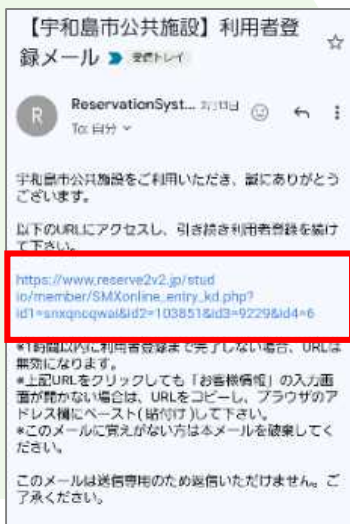 【宇和島市公共施設】利用者登
録メール 受信トレイ
R
ReservationSyst...
To: 自分
宇和島市公共施設をご利用いただき、誠にありがとう
ございます。
以下のURLにアクセスし、引き続き利用者登録を続け
て下さい。
https://www.reserve2v2.jp/stud
io/member/SMXonline_entry_kd.php?
id1=snxqncqwai&id2=103851&id3=9229&id4=6
*1時間以内に利用者登録まで完了しない場合、URLは
無効になります。
*上記URLをクリックしても「お客様情報」の入力画
面が開かない場合は、URLをコピーし、ブラウザのア
ドレス欄にペースト(貼付け)して下さい。
*このメールに覚えがない方は本メールを破棄してく
ださい。
このメールは送信専用のため返信いただけません。ご
了承ください。